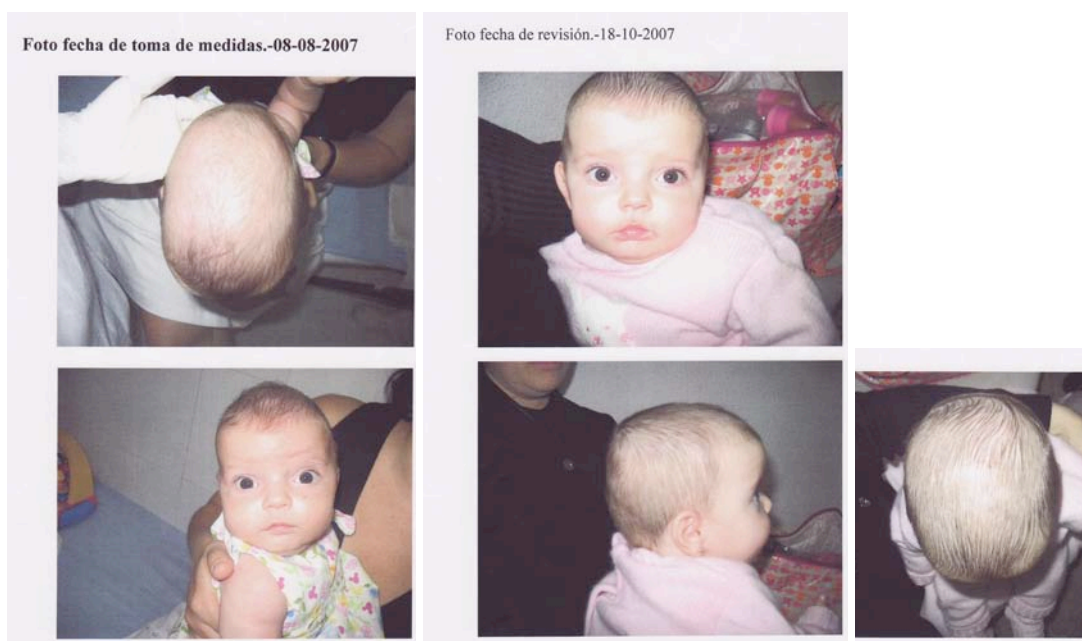 Foto fecha de toma de medidas.-08-08-2007
Foto fecha de revisión.-18-10-2007